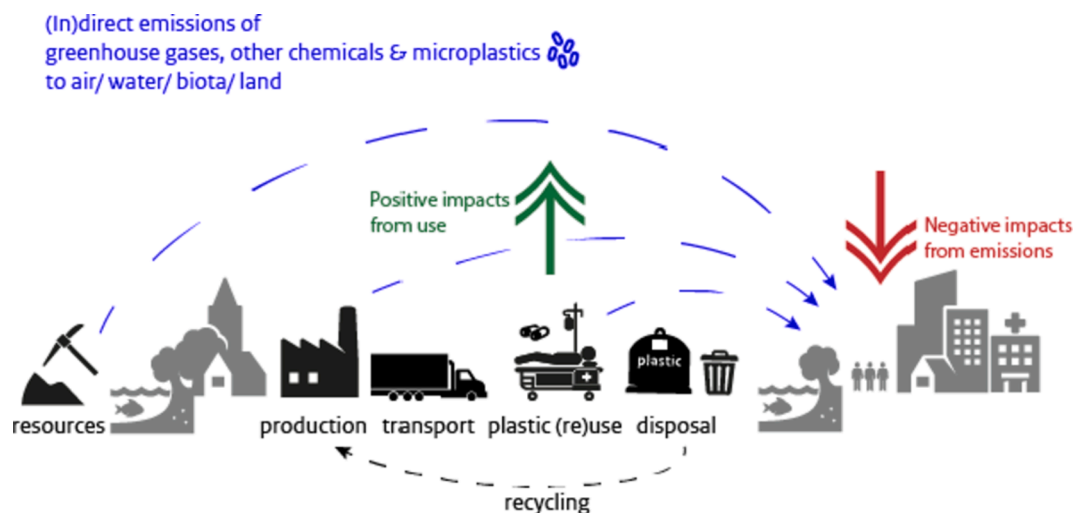 (In)direct emissions of
greenhouse gases, other chemicals & microplastics
to air/ water/ biota/ land
Positive impacts
from use
Negative impacts
from emissions
plastic
resources
production
transport
plastic (re)use
disposal
recycling